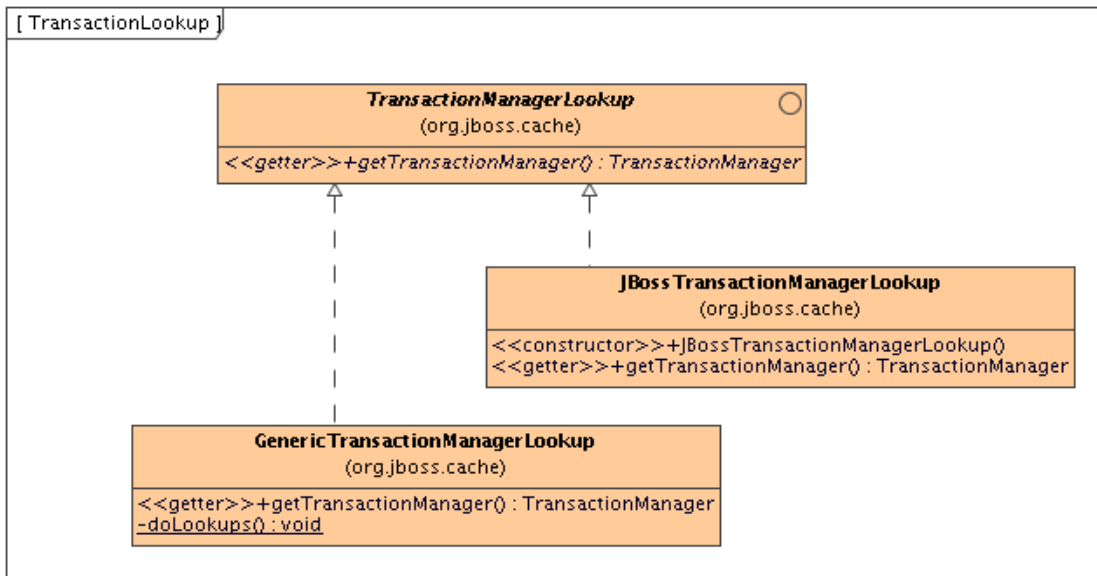 [ TransactionLookup ]
TransactionManagerLookup
(org.jboss.cache)
<<getter>>+getTransactionManager() : TransactionManager
JBossTransactionManagerLookup
(org.jboss.cache)
<<constructor>>+JBossTransactionManagerLookup()
<<getter>>+getTransactionManager() : TransactionManager
GenericTransactionManagerLookup
(org.jboss.cache)
<<getter>>+getTransactionManager() : TransactionManager
-doLookups() : void